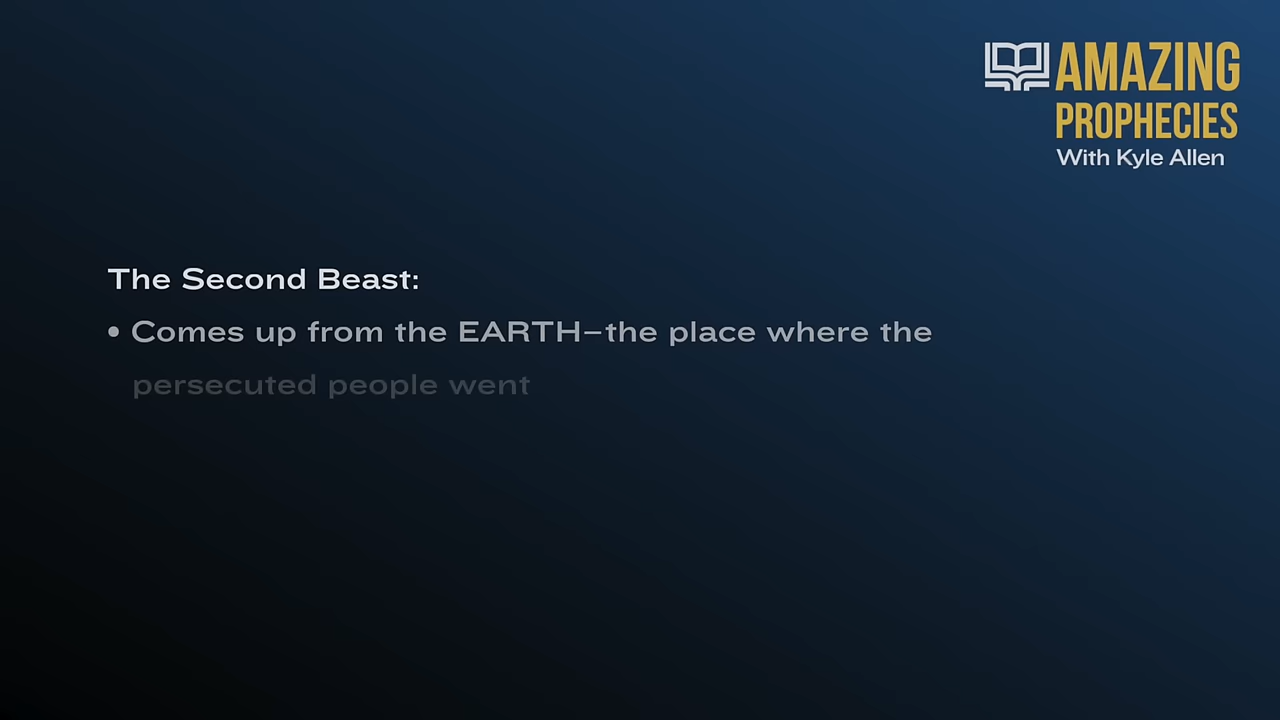 AMAZING
PROPHECIES
With Kyle Allen
The Second Beast:
• Comes up from the EARTH—the place where the
persecuted people went